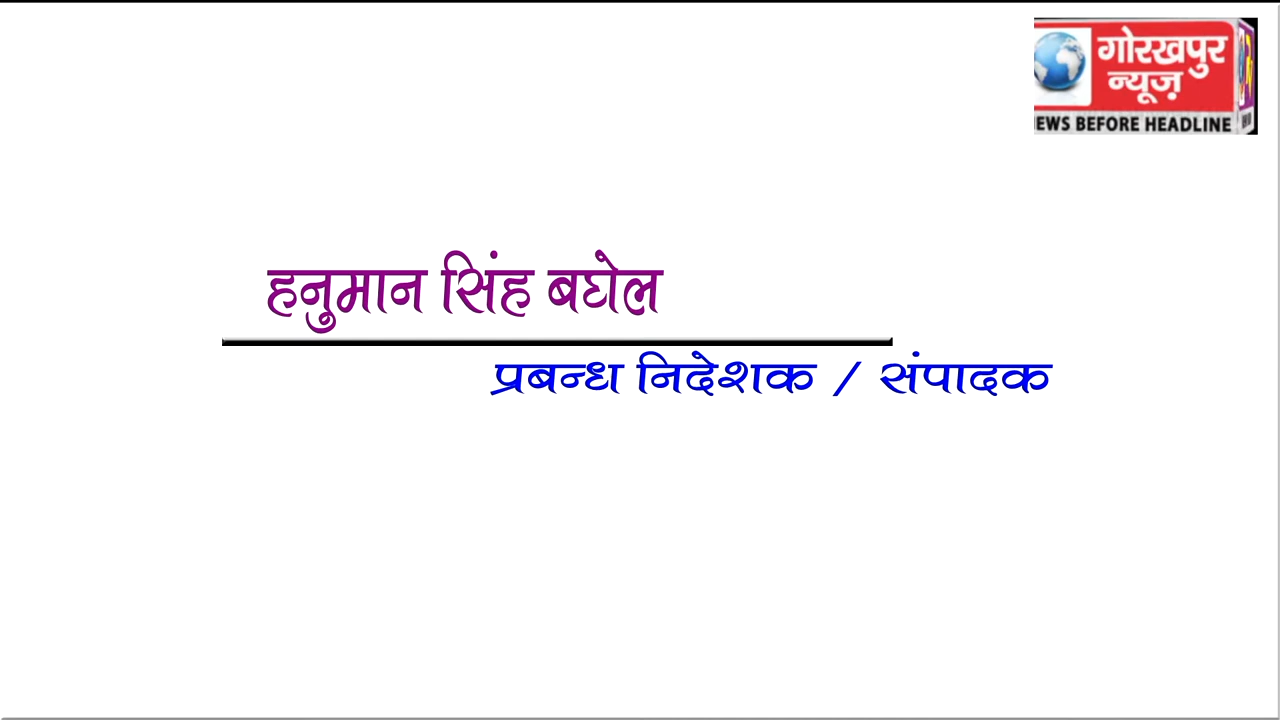 गोरखपुर
न्यूज़
EWS BEFORE HEADLINE
हनुमान सिंह बघेल
प्रबन्ध निदेशक / संपादक